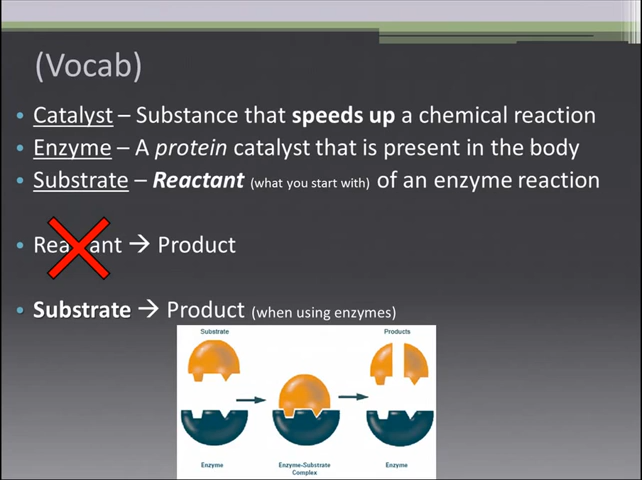 (Vocab)
• Catalyst – Substance that speeds up a chemical reaction
• Enzyme – A protein catalyst that is present in the body
• Substrate – Reactant (what you start with) of an enzyme reaction
• Reactant → Product
• Substrate → Product (when using enzymes)
Substrate
Products
Enzyme
Enzyme-Substrate
Complex
Enzyme